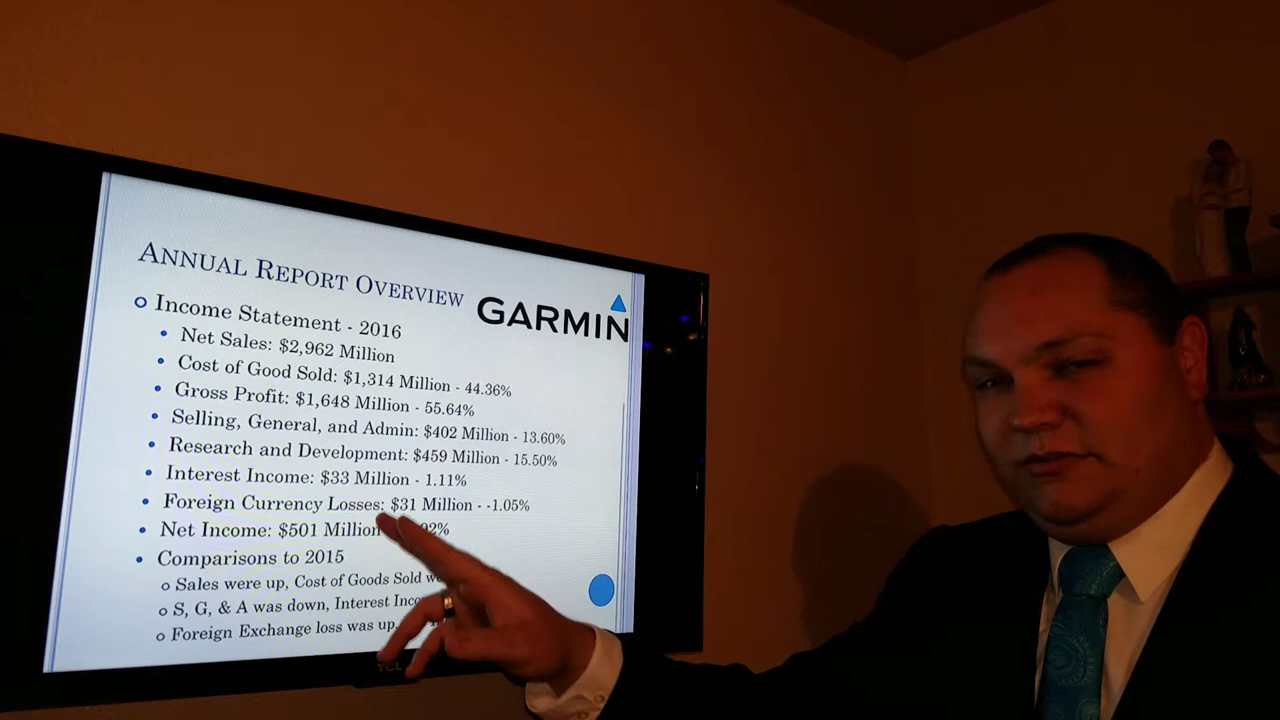 ANNUAL REPORT OVERVIEW
GARMIN
Income Statement - 2016
Net Sales: $2,962 Million
Cost of Good Sold: $1,314 Million - 44.36%
Gross Profit: $1,648 Million - 55.64%
Selling, General, and Admin: $402 Million - 13.60%
Research and Development: $459 Million - 15.50%
Interest Income: $33 Million - 1.11%
Foreign Currency Losses: $31 Million - -1.05%
Net Income: $501 Million
Comparisons to 2015
Sales were up, Cost of Goods Sold
S, G, & A was down, Interest
Foreign Exchange loss was up,
TCL